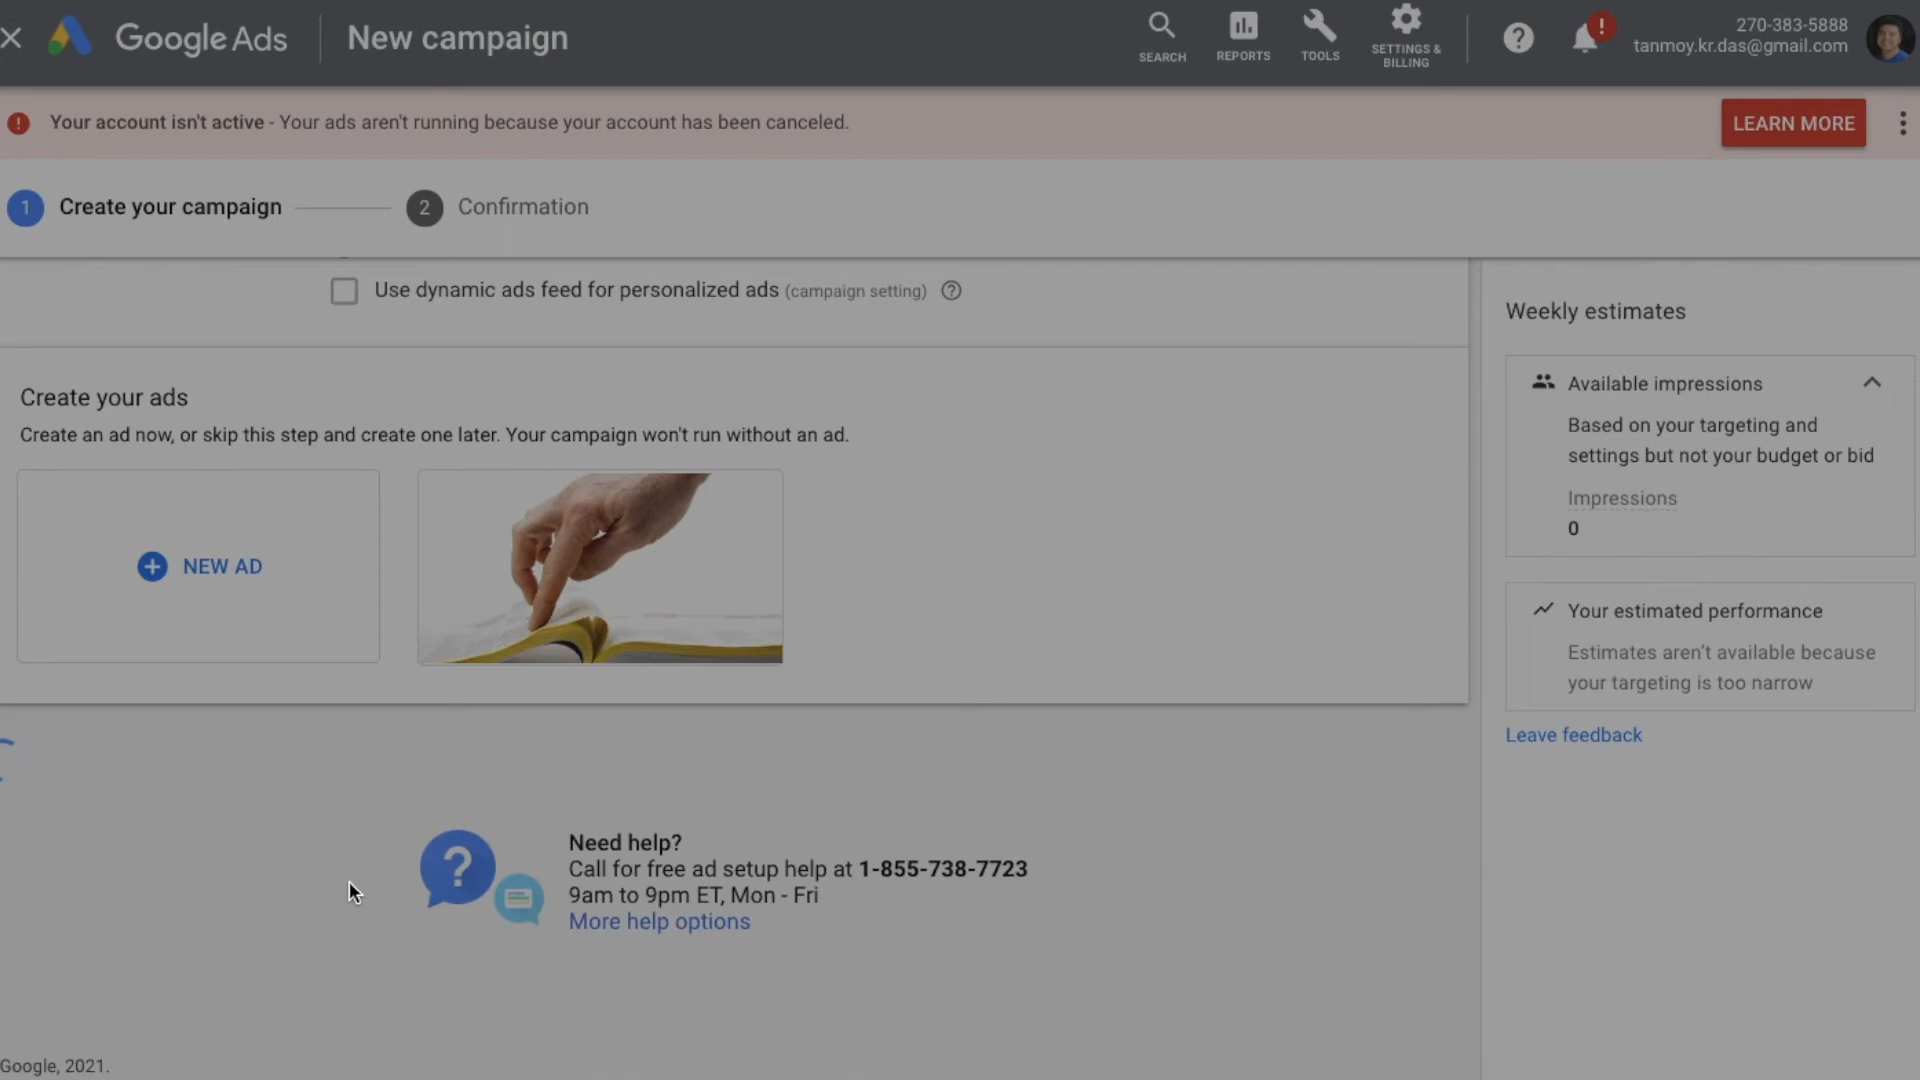 Google Ads
New campaign
SEARCH
REPORTS
TOOLS
SETTINGS &
BILLING
?
!
270-383-5888
tanmoy.kr.das@gmail.com
! Your account isn't active - Your ads aren't running because your account has been canceled.
LEARN MORE
1 Create your campaign
2 Confirmation
Use dynamic ads feed for personalized ads (campaign setting) ?
Create your ads
Create an ad now, or skip this step and create one later. Your campaign won't run without an ad.
NEW AD
Need help?
Call for free ad setup help at 1-855-738-7723
9am to 9pm ET, Mon - Fri
More help options
Weekly estimates
Available impressions
Based on your targeting and
settings but not your budget or bid
Impressions
0
Your estimated performance
Estimates aren't available because
your targeting is too narrow
Leave feedback
Google, 2021.